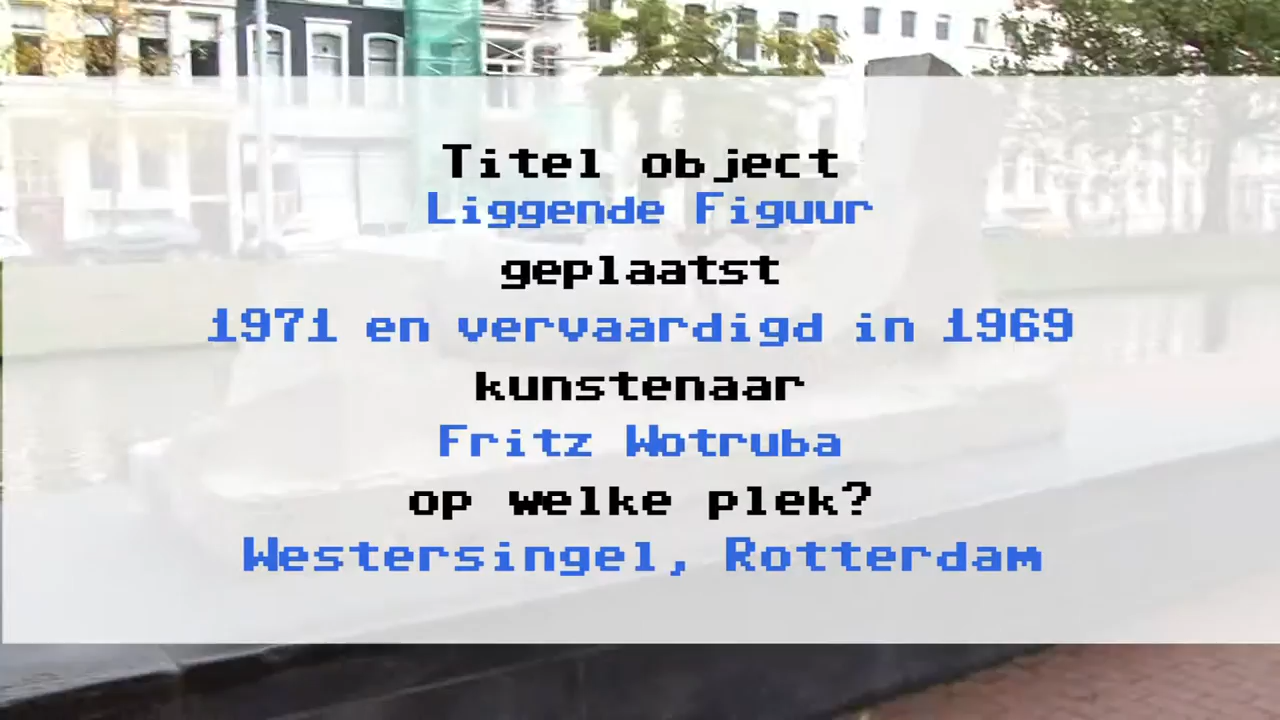 Titel object
Liggende Figuur
geplaatst
1971 en vervaardigd in 1969
kunstenaar
Fritz Wotruba
op welke plek?
Westersingel, Rotterdam